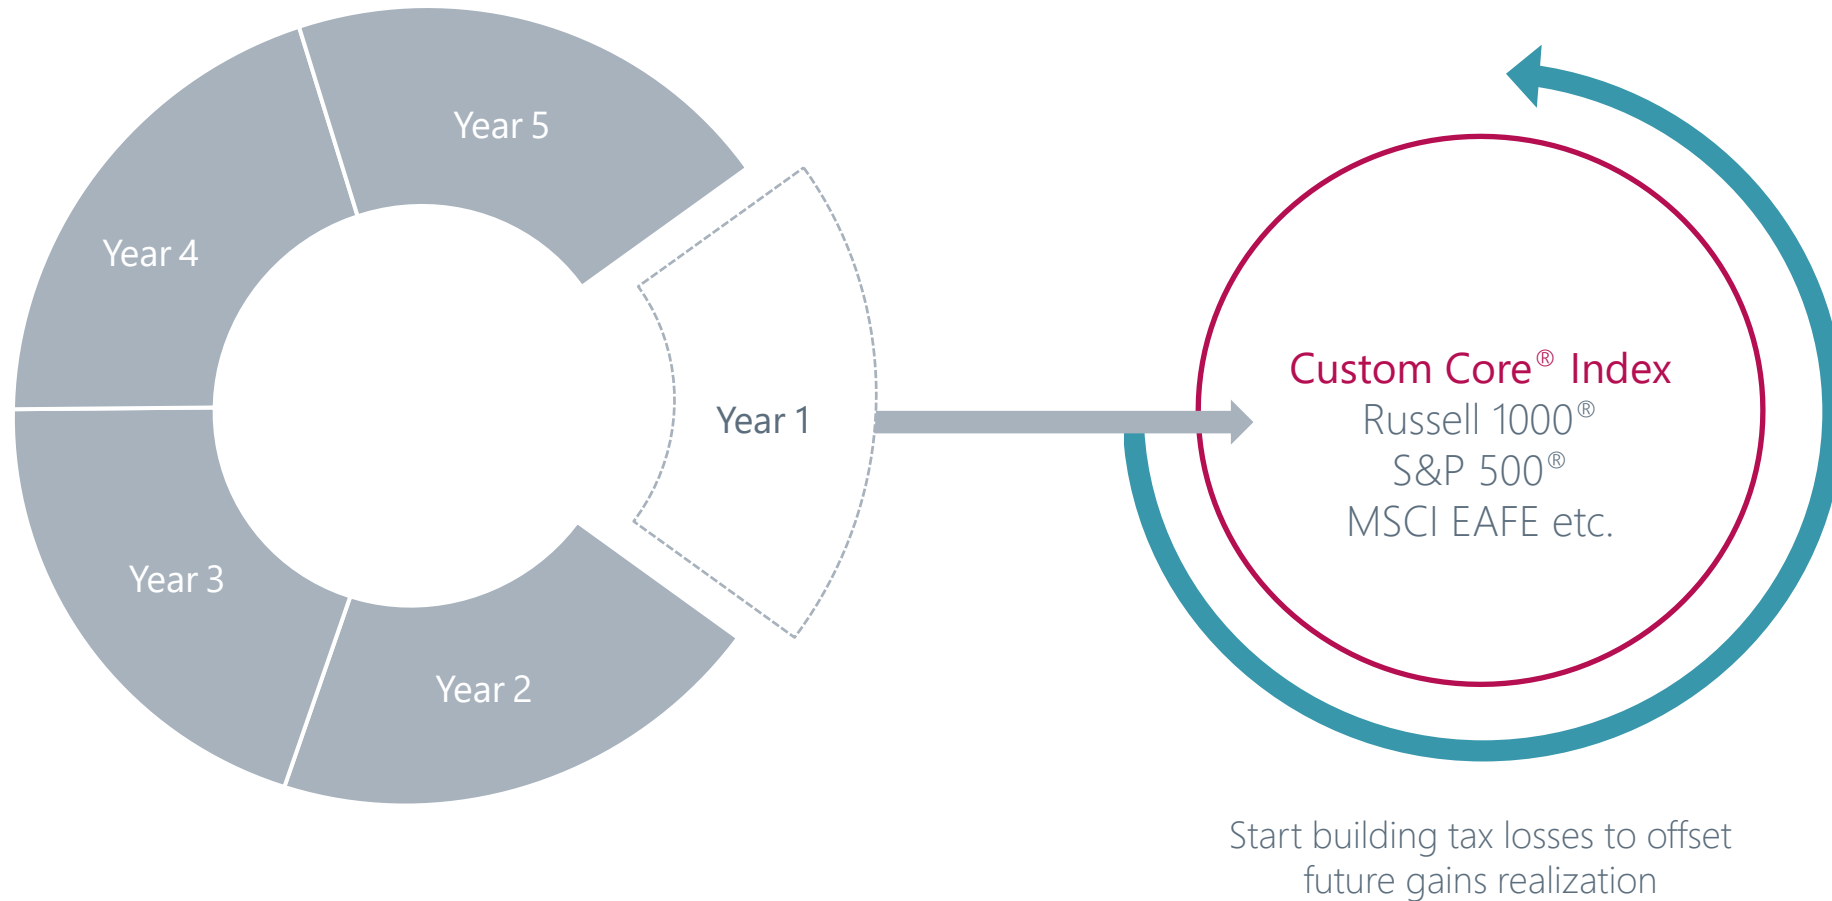 Year 5
Year 4
Year 1
Year 3
Year 2
Custom Core® Index
Russell 1000®
S&P 500®
MSCI EAFE etc.
Start building tax losses to offset
future gains realization